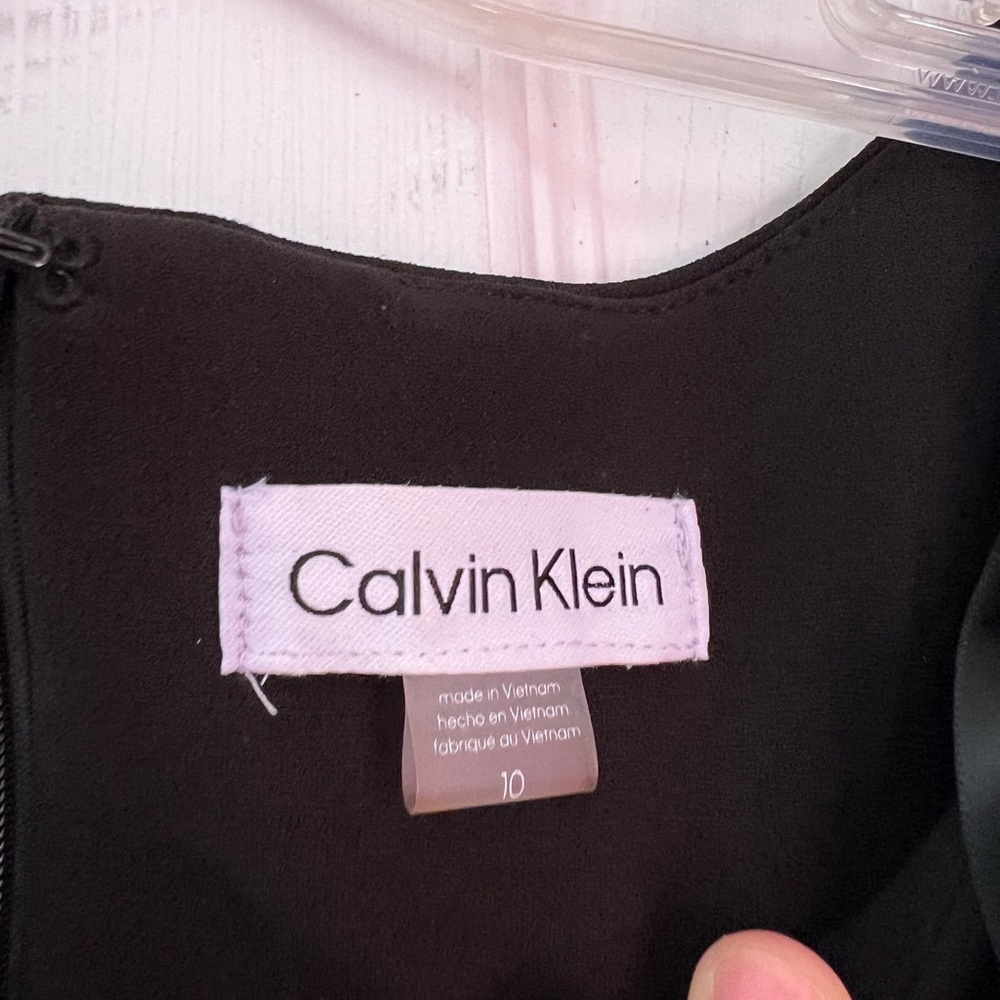 Calvin Klein
made in Vietnam
hecho en Vietnam
fabriqué au Vietnam
10